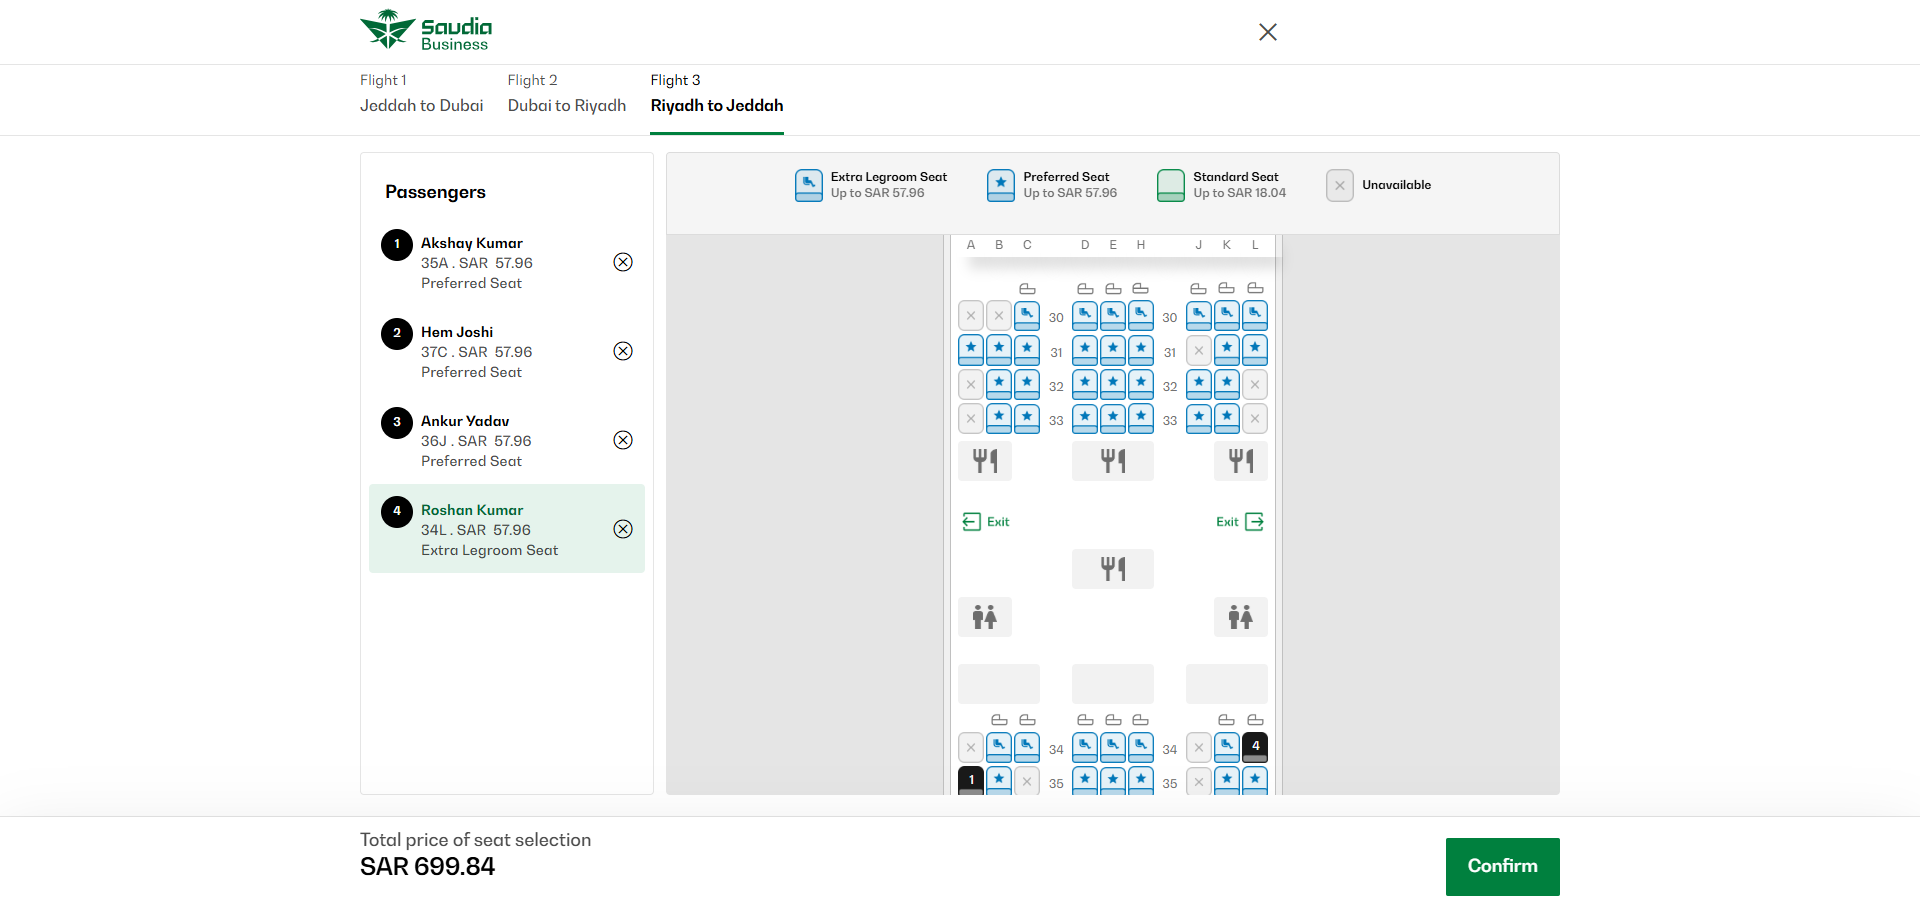 Saudia
Business
Flight 1
Jeddah to Dubai
Flight 2
Dubai to Riyadh
Flight 3
Riyadh to Jeddah
Passengers
1
Akshay Kumar
35A . SAR 57.96
Preferred Seat
2
Hem Joshi
37C . SAR 57.96
Preferred Seat
3
Ankur Yadav
36J . SAR 57.96
Preferred Seat
4
Roshan Kumar
34L . SAR 57.96
Extra Legroom Seat
Extra Legroom Seat
Up to SAR 57.96
Preferred Seat
Up to SAR 57.96
Standard Seat
Up to SAR 18.04
Unavailable
A B C D E H J K L
30 30
31 31
32 32
33 33
Exit Exit
34 34 4
1 35 35
Total price of seat selection
SAR 699.84
Confirm